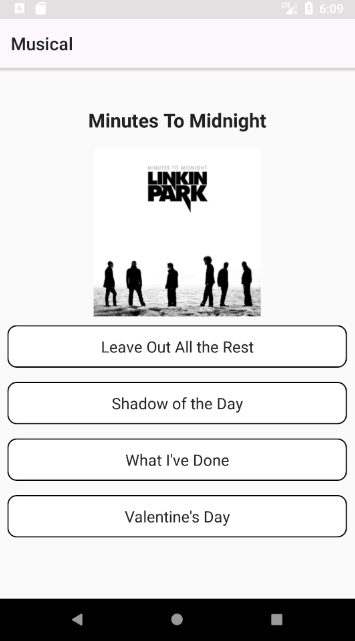 6:09
Musical
Minutes To Midnight
MINUTES TO MIDNIGHT
LINKIN
PARK
Leave Out All the Rest
Shadow of the Day
What I've Done
Valentine's Day